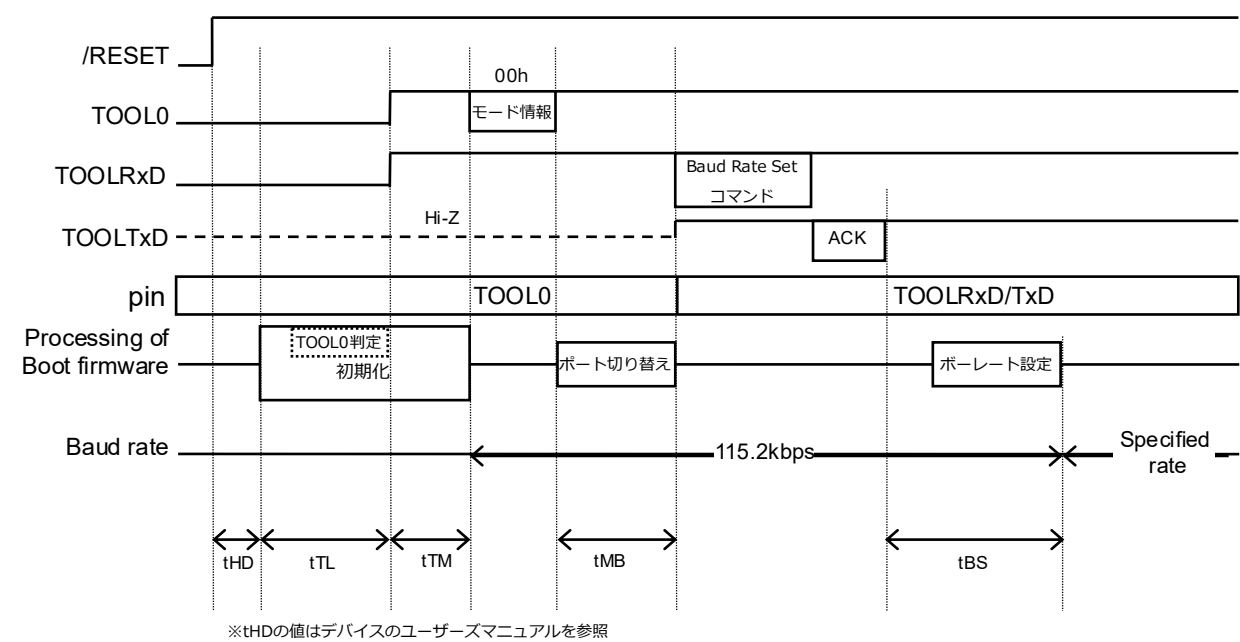 /RESET
00h
TOOL0
モード情報
TOOLRxD
Baud Rate Set
コマンド
Hi-Z
TOOLTxD
ACK
pin
TOOL0
TOOLRxD/TxD
Processing of
Boot firmware
TOOL0判定
初期化
ポート切り替え
ボーレート設定
Baud rate
115.2kbps
Specified
rate
tHD
tTL
tTM
tMB
tBS
※tHDの値はデバイスのユーザーズマニュアルを参照